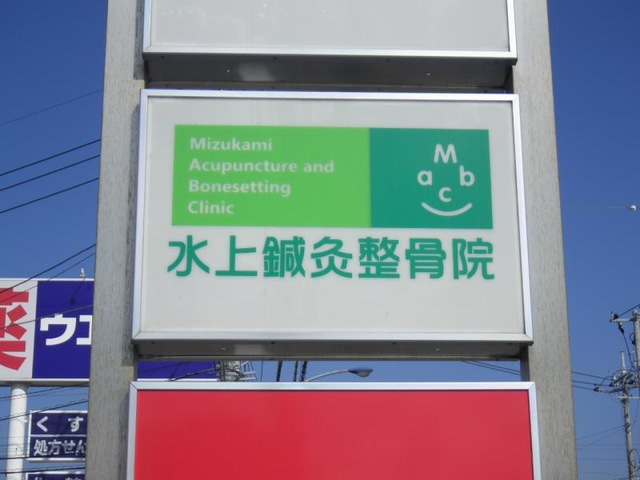 Mizukami
Acupuncture and
Bonesetting
Clinic
M
a b
c
水上鍼灸整骨院
薬
ウエ
くす
処方せん